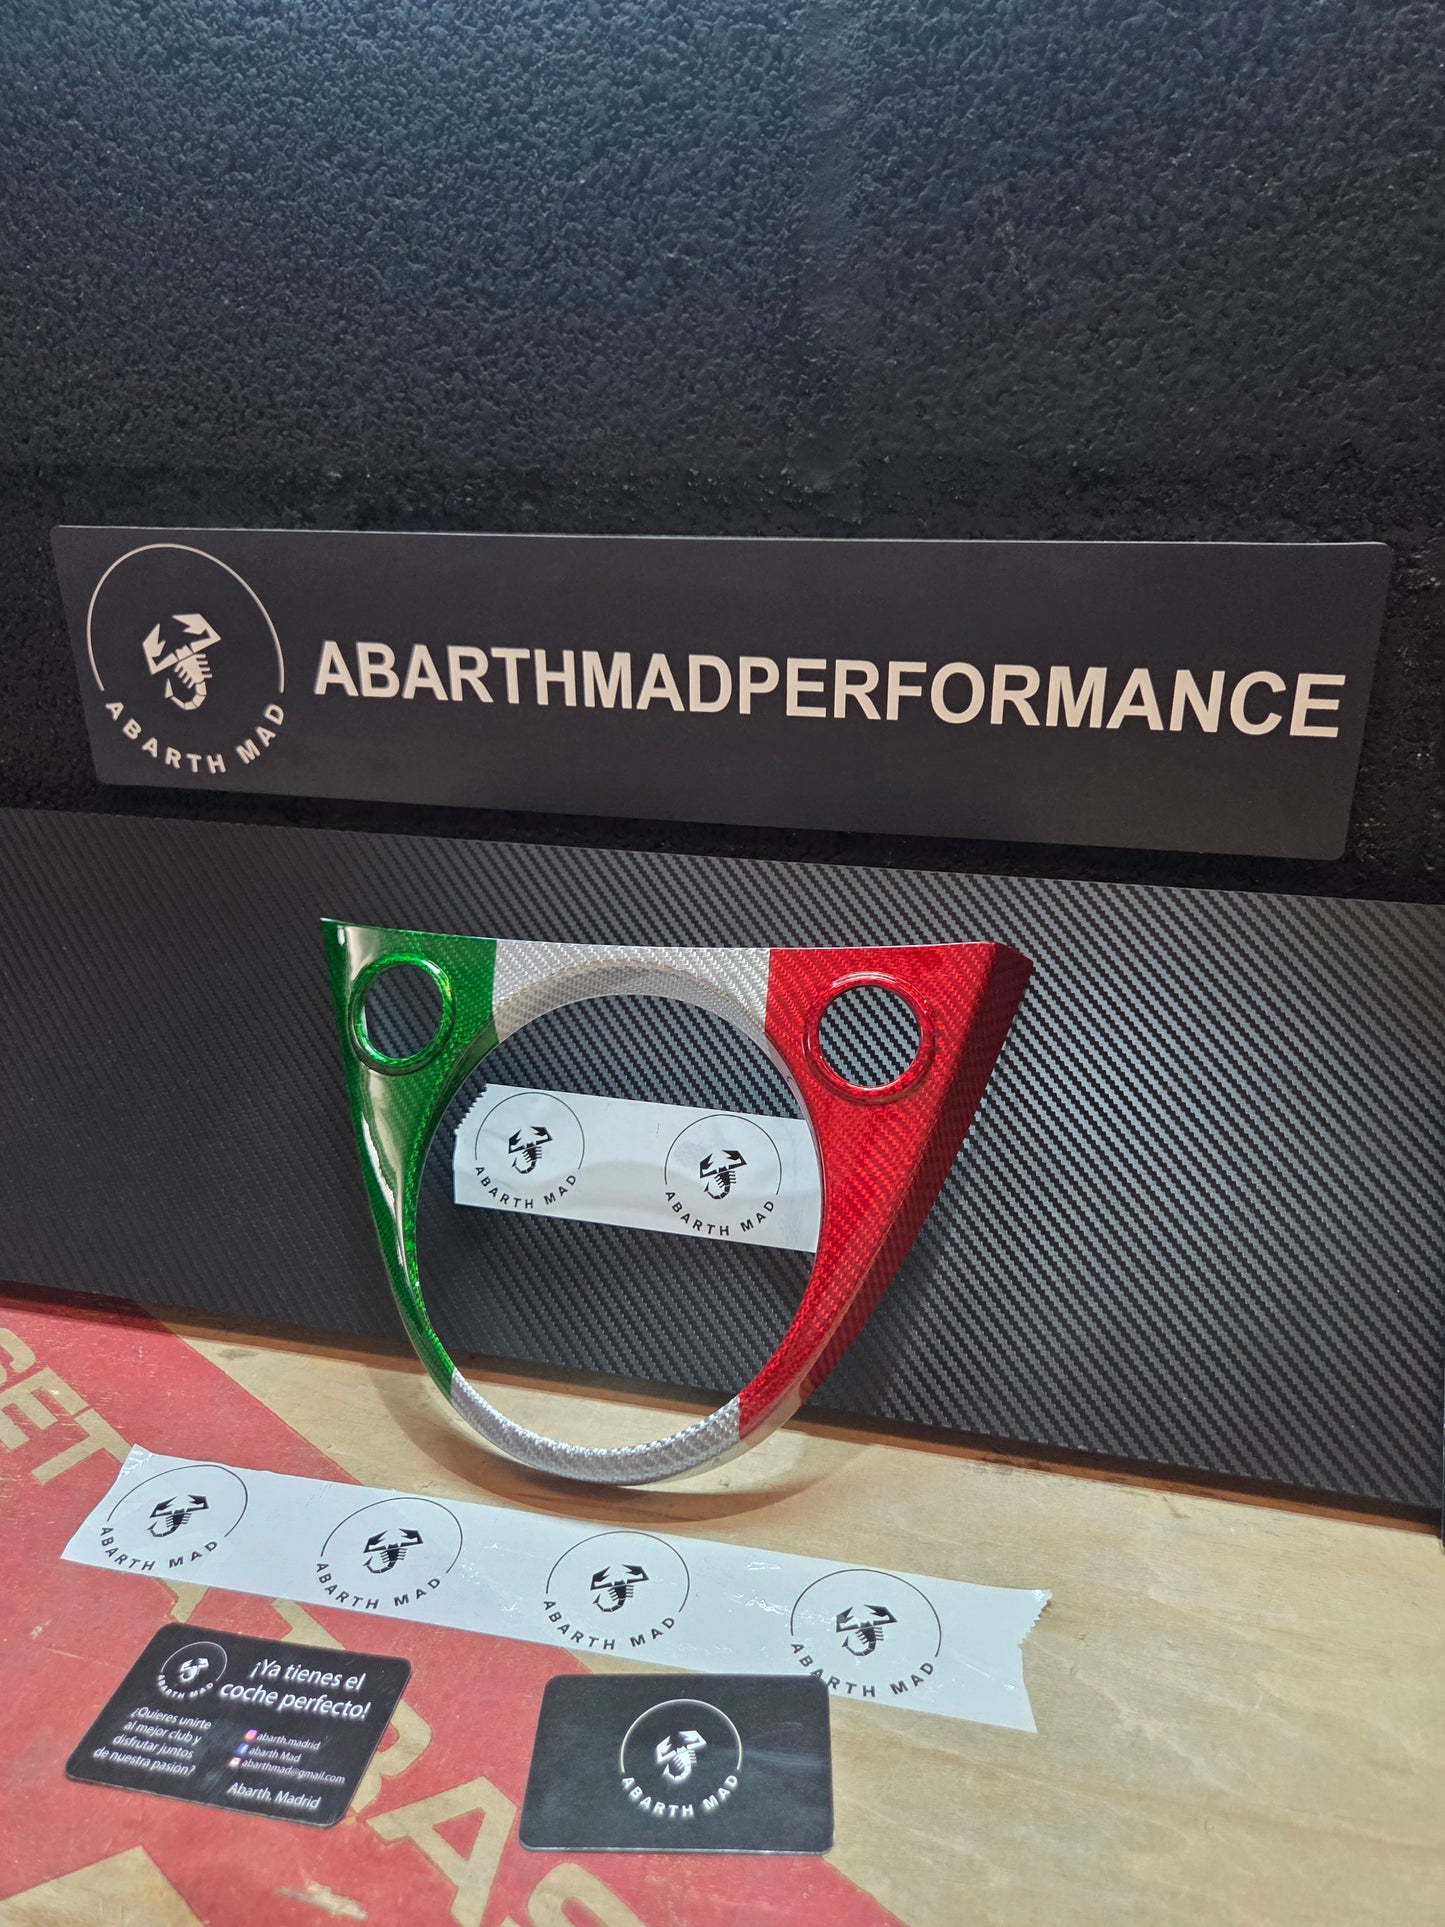 ABARTH MAD
ABARTHMADPERFORMANCE
ABARTH MAD
ABARTH MAD
ABARTH MAD
ABARTH MAD
ABARTH MAD
ABARTH MAD
ABARTH MAD
¡Ya tienes el
coche perfecto!
¿Quieres unirte
al mejor club y
disfrutar juntos
de nuestra pasión?
abarth.madrid
abarth Mad
abarthmad@gmail.com
Abarth. Madrid
ABARTH MAD